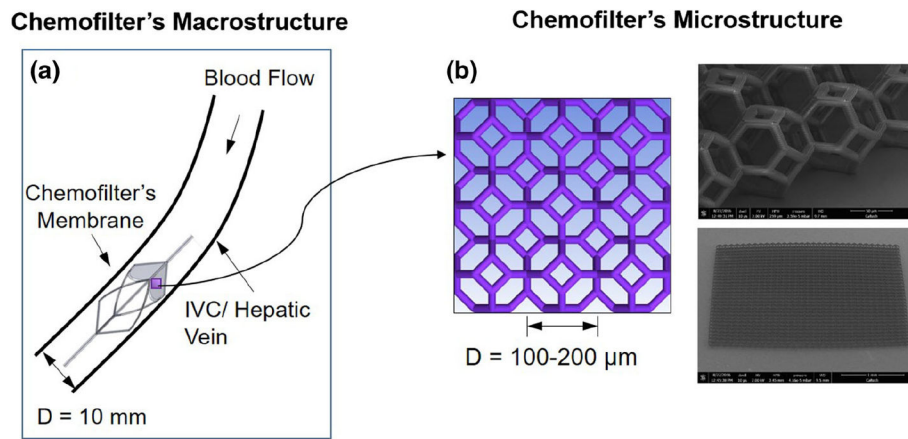 Chemofilter's Macrostructure
Chemofilter's Microstructure
(a)
Blood Flow
Chemofilter's
Membrane
IVC/ Hepatic
Vein
D = 10 mm
(b)
D = 100-200 µm